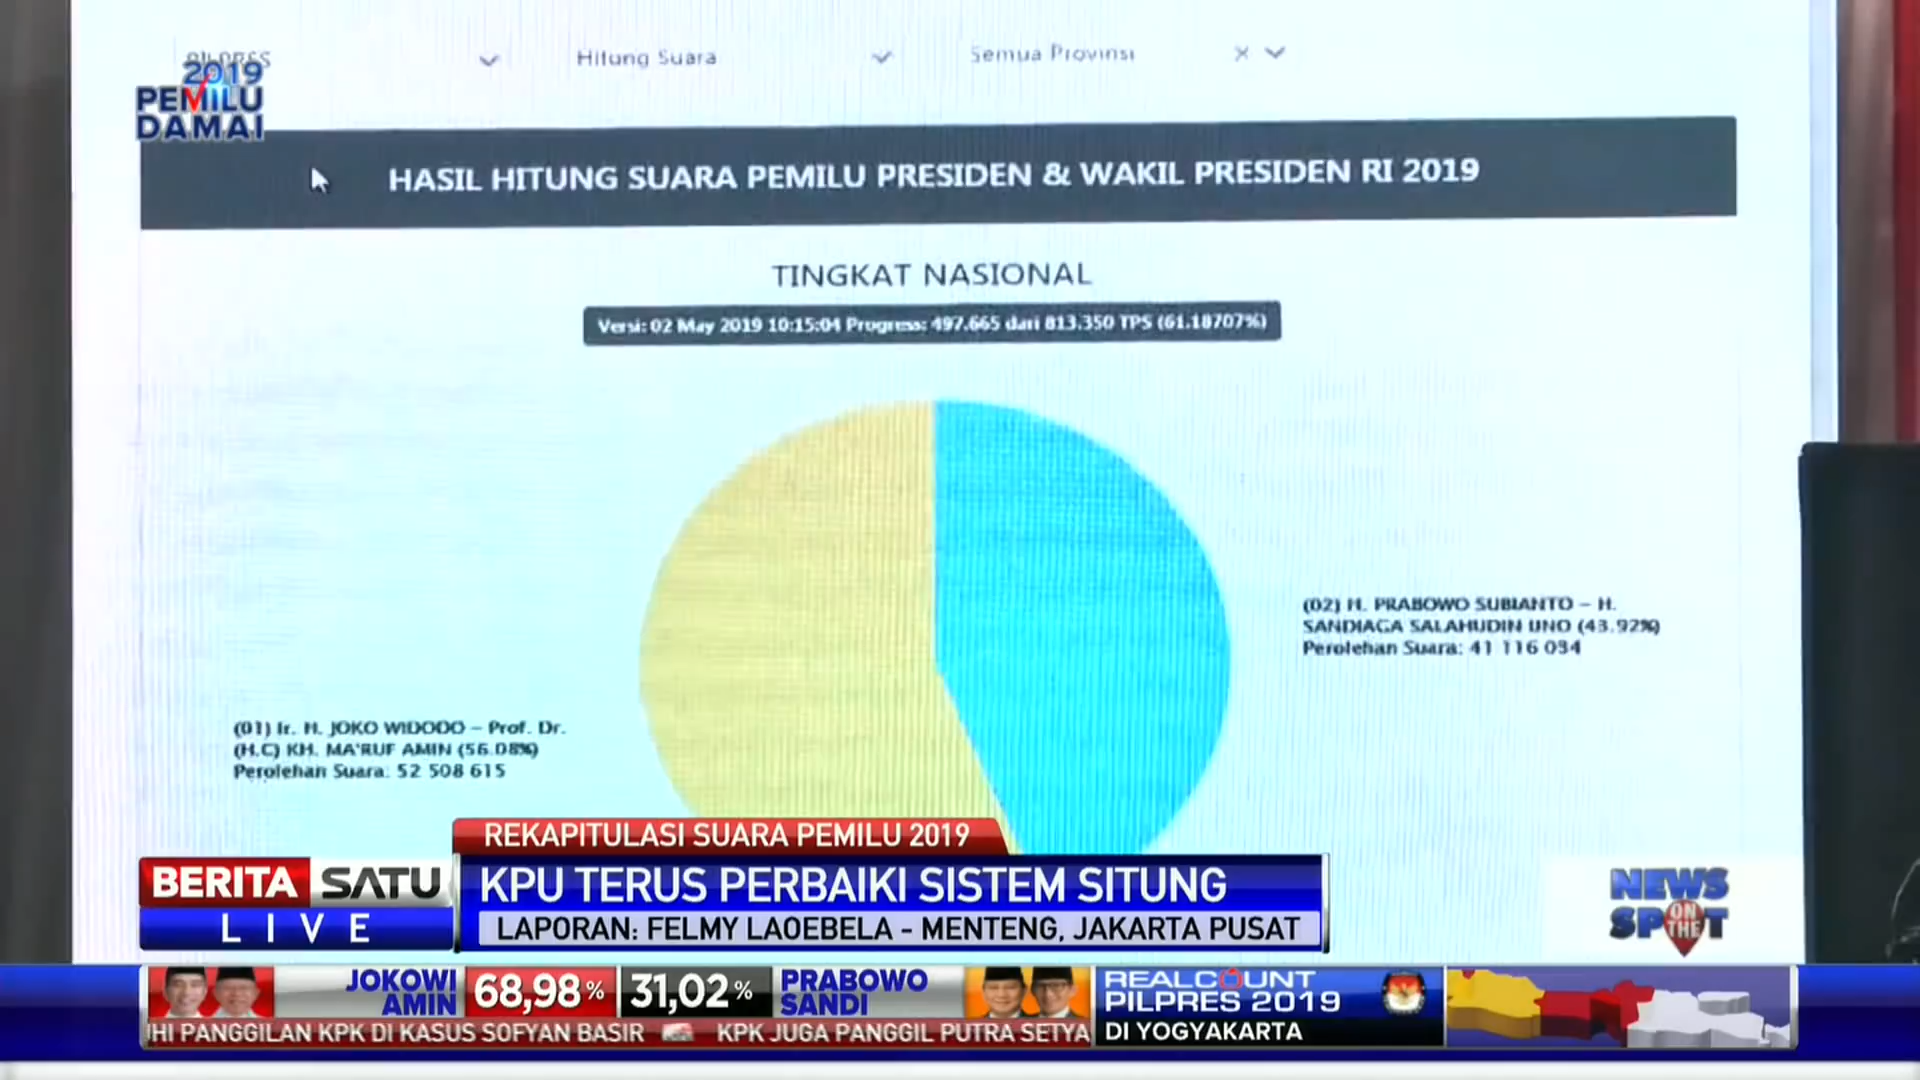 PILPRES
Hitung Suara
Semua Provinsi
2019
PEMILU
DAMAI
HASIL HITUNG SUARA PEMILU PRESIDEN & WAKIL PRESIDEN RI 2019
TINGKAT NASIONAL
Versi: 02 May 2019 10:15:04 Progress: 497.665 dari 813.350 TPS (61.18707%)
(02) H. PRABOWO SUBIANTO – H.
SANDIAGA SALAHUDIN UNO (43.92%)
Perolehan Suara: 41 116 034
(01) Ir. H. JOKO WIDODO – Prof. Dr.
(H.C) KH. MA'RUF AMIN (56.08%)
Perolehan Suara: 52 508 615
REKAPITULASI SUARA PEMILU 2019
BERITA SATU
LIVE
KPU TERUS PERBAIKI SISTEM SITUNG
LAPORAN: FELMY LAOEBELA - MENTENG, JAKARTA PUSAT
NEWS
ON THE
SPOT
JOKOWI
AMIN
68,98%
31,02%
PRABOWO
SANDI
REALCOUNT
PILPRES 2019
DI YOGYAKARTA
IHI PANGGILAN KPK DI KASUS SOFYAN BASIR
KPK JUGA PANGGIL PUTRA SETYA